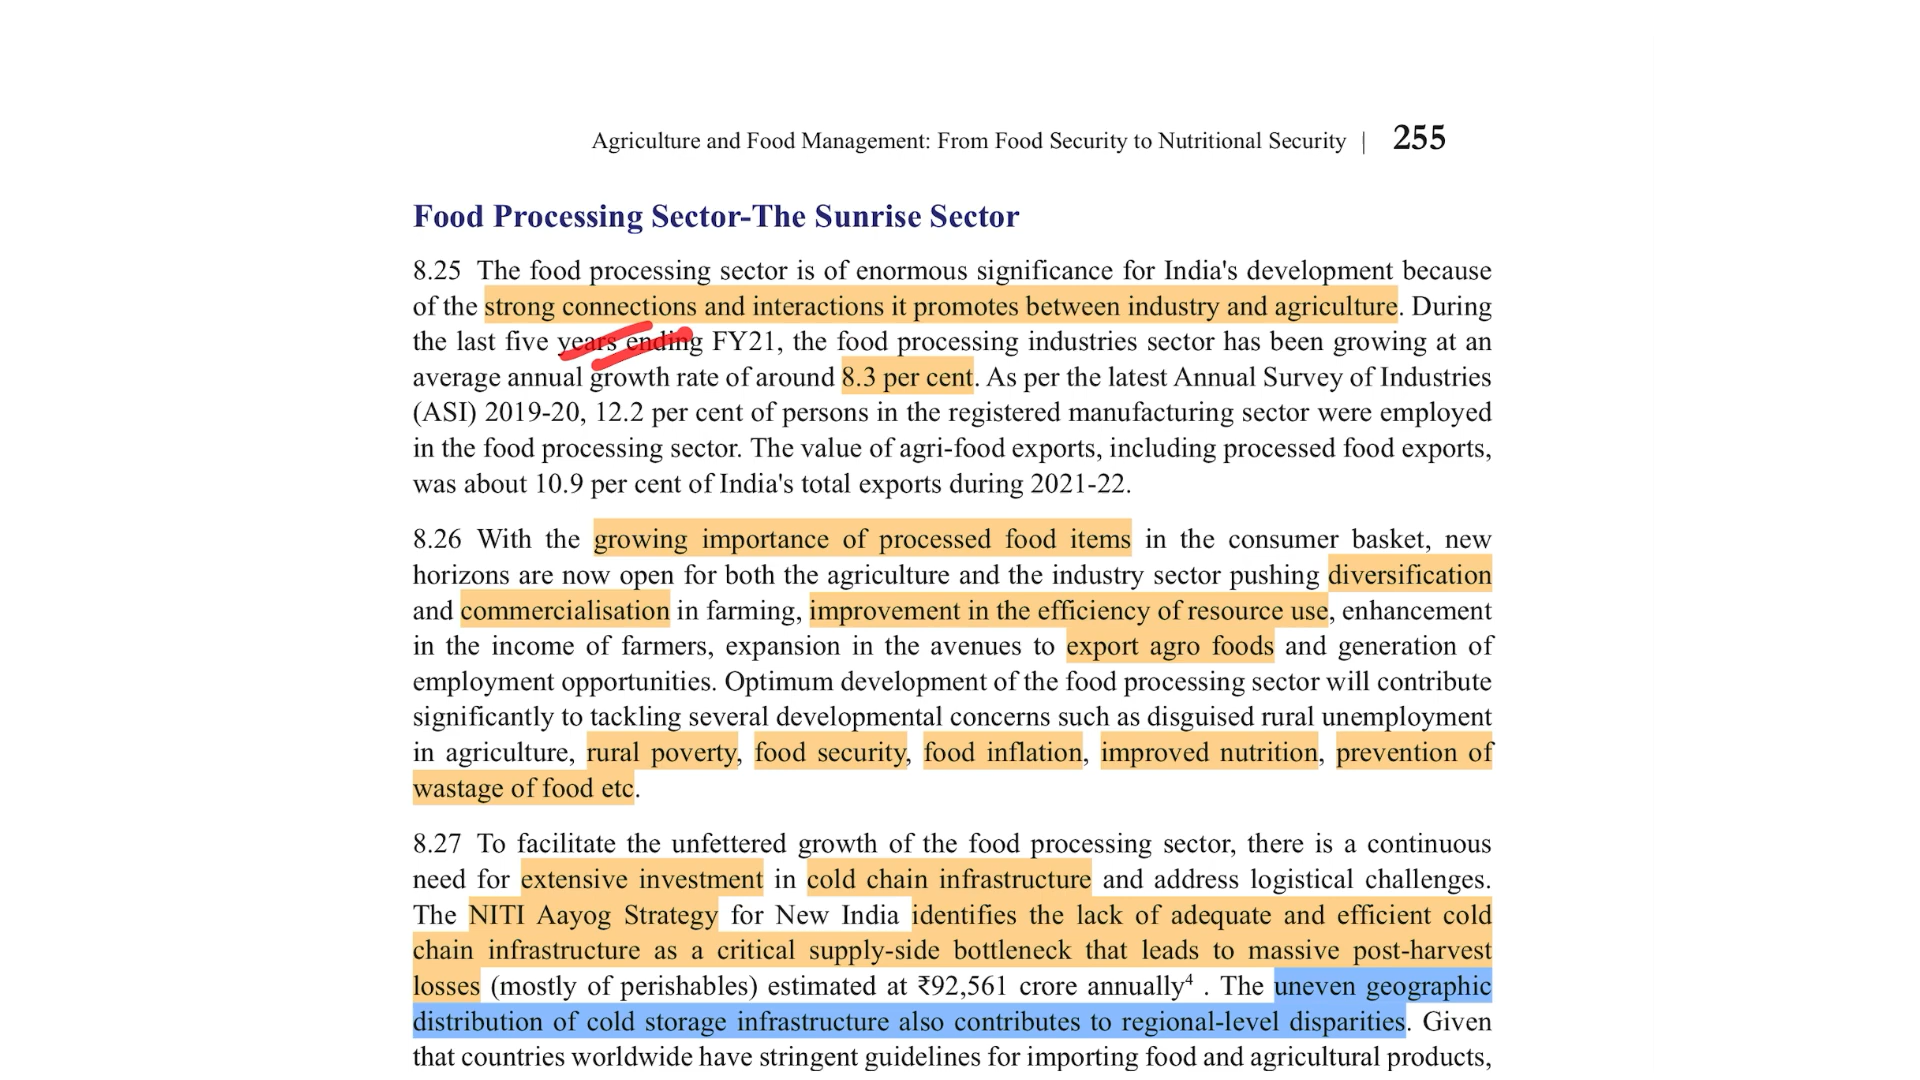 Agriculture and Food Management: From Food Security to Nutritional Security | 255
Food Processing Sector-The Sunrise Sector
8.25 The food processing sector is of enormous significance for India's development because
of the strong connections and interactions it promotes between industry and agriculture. During
the last five years ending FY21, the food processing industries sector has been growing at an
average annual growth rate of around 8.3 per cent. As per the latest Annual Survey of Industries
(ASI) 2019-20, 12.2 per cent of persons in the registered manufacturing sector were employed
in the food processing sector. The value of agri-food exports, including processed food exports,
was about 10.9 per cent of India's total exports during 2021-22.
8.26 With the growing importance of processed food items in the consumer basket, new
horizons are now open for both the agriculture and the industry sector pushing diversification
and commercialisation in farming, improvement in the efficiency of resource use, enhancement
in the income of farmers, expansion in the avenues to export agro foods and generation of
employment opportunities. Optimum development of the food processing sector will contribute
significantly to tackling several developmental concerns such as disguised rural unemployment
in agriculture, rural poverty, food security, food inflation, improved nutrition, prevention of
wastage of food etc.
8.27 To facilitate the unfettered growth of the food processing sector, there is a continuous
need for extensive investment in cold chain infrastructure and address logistical challenges.
The NITI Aayog Strategy for New India identifies the lack of adequate and efficient cold
chain infrastructure as a critical supply-side bottleneck that leads to massive post-harvest
losses (mostly of perishables) estimated at ₹92,561 crore annually⁴ . The uneven geographic
distribution of cold storage infrastructure also contributes to regional-level disparities. Given
that countries worldwide have stringent guidelines for importing food and agricultural products,